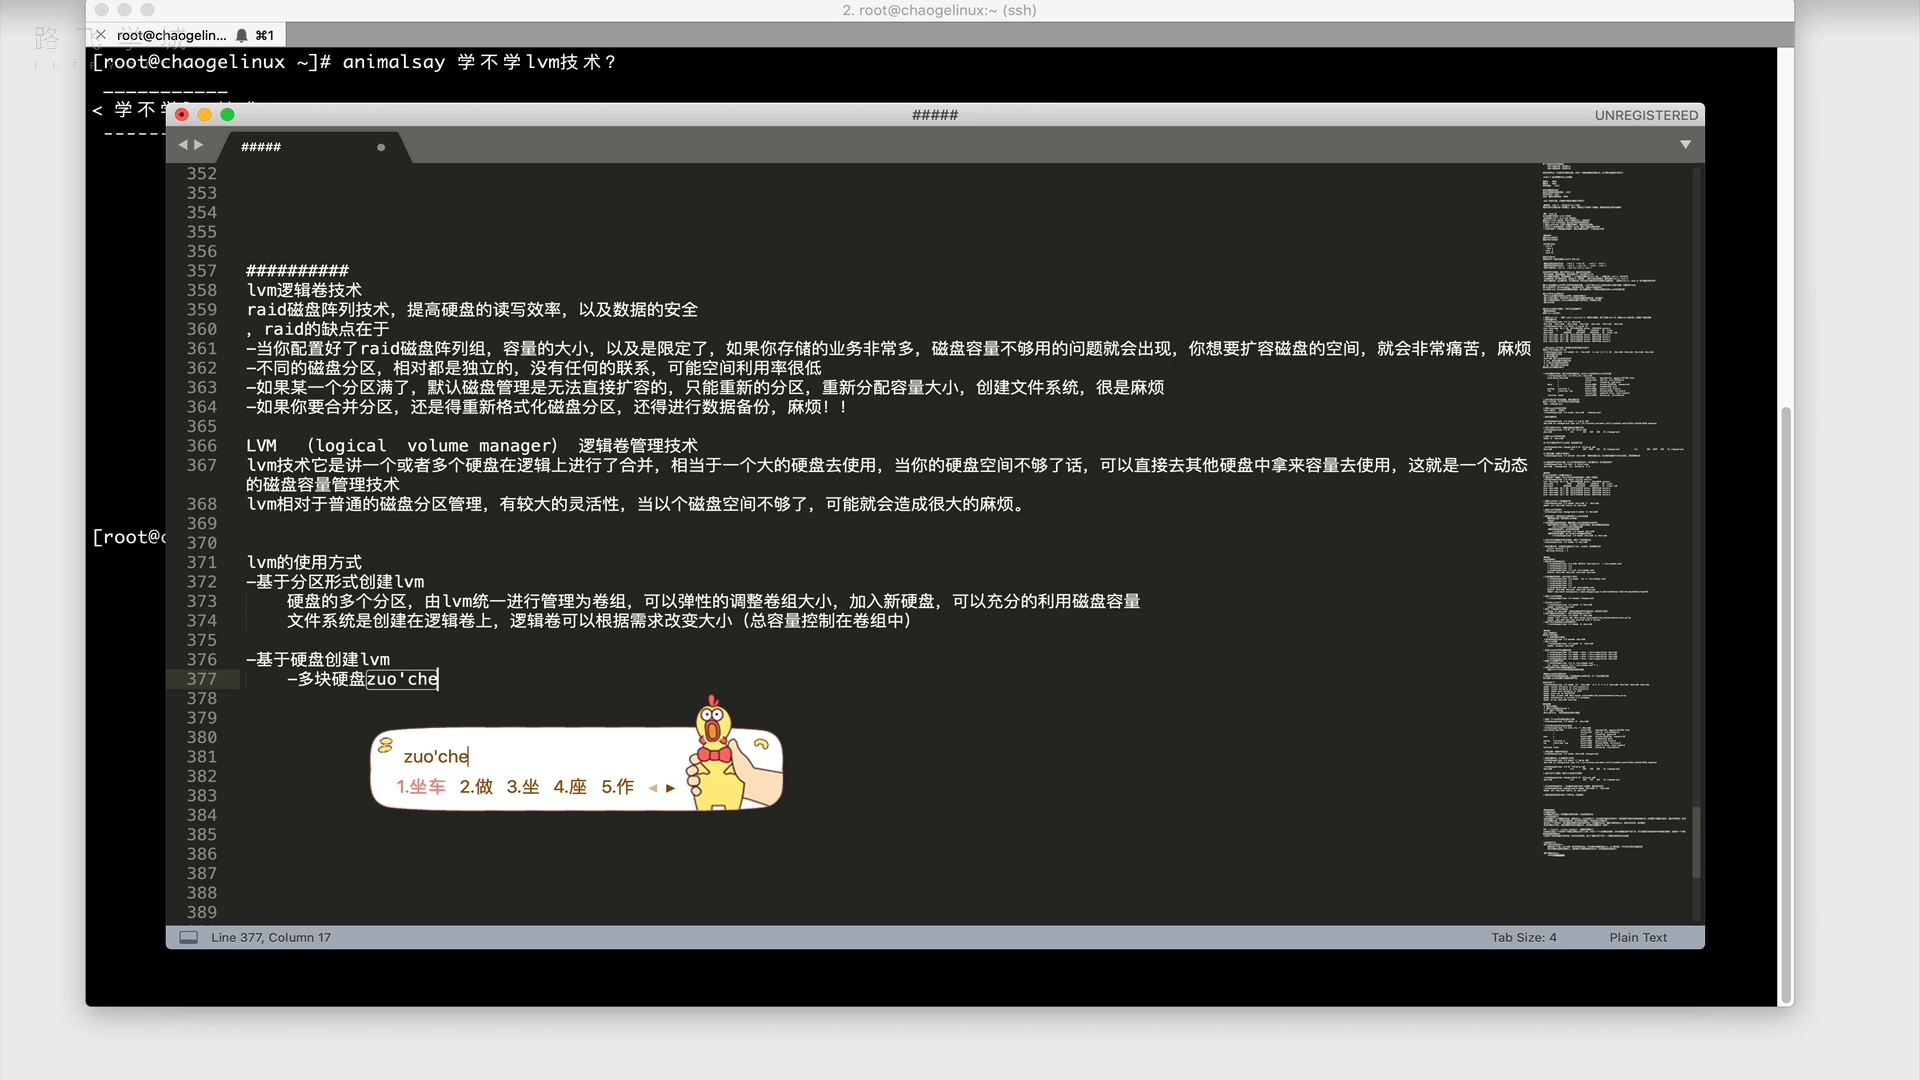 2. root@chaogelinux:~ (ssh)
root@chaogelin... ⌘1
[root@chaogelinux ~]# animalsay 学不学lvm技术?
___________
< 学不学
#####
UNREGISTERED
#####
352
353
354
355
356
357 ##########
358 lvm逻辑卷技术
359 raid磁盘阵列技术，提高硬盘的读写效率，以及数据的安全
360 ，raid的缺点在于
361 -当你配置好了raid磁盘阵列组，容量的大小，以及是限定了，如果你存储的业务非常多，磁盘容量不够用的问题就会出现，你想要扩容磁盘的空间，就会非常痛苦，麻烦
362 -不同的磁盘分区，相对都是独立的，没有任何的联系，可能空间利用率很低
363 -如果某一个分区满了，默认磁盘管理是无法直接扩容的，只能重新的分区，重新分配容量大小，创建文件系统，很是麻烦
364 -如果你要合并分区，还是得重新格式化磁盘分区，还得进行数据备份，麻烦！！
365
366 LVM （logical volume manager） 逻辑卷管理技术
367 lvm技术它是讲一个或者多个硬盘在逻辑上进行了合并，相当于一个大的硬盘去使用，当你的硬盘空间不够了话，可以直接去其他硬盘中拿来容量去使用，这就是一个动态
的磁盘容量管理技术
368 lvm相对于普通的磁盘分区管理，有较大的灵活性，当以个磁盘空间不够了，可能就会造成很大的麻烦。
369
370
[root@c
371 lvm的使用方式
372 -基于分区形式创建lvm
373 硬盘的多个分区，由lvm统一进行管理为卷组，可以弹性的调整卷组大小，加入新硬盘，可以充分的利用磁盘容量
374 文件系统是创建在逻辑卷上，逻辑卷可以根据需求改变大小（总容量控制在卷组中）
375
376 -基于硬盘创建lvm
377 -多块硬盘zuo'che
378
379
380
381
382
383
384
385
386
387
388
389
zuo'che
1.坐车 2.做 3.坐 4.座 5.作
Line 377, Column 17
Tab Size: 4
Plain Text